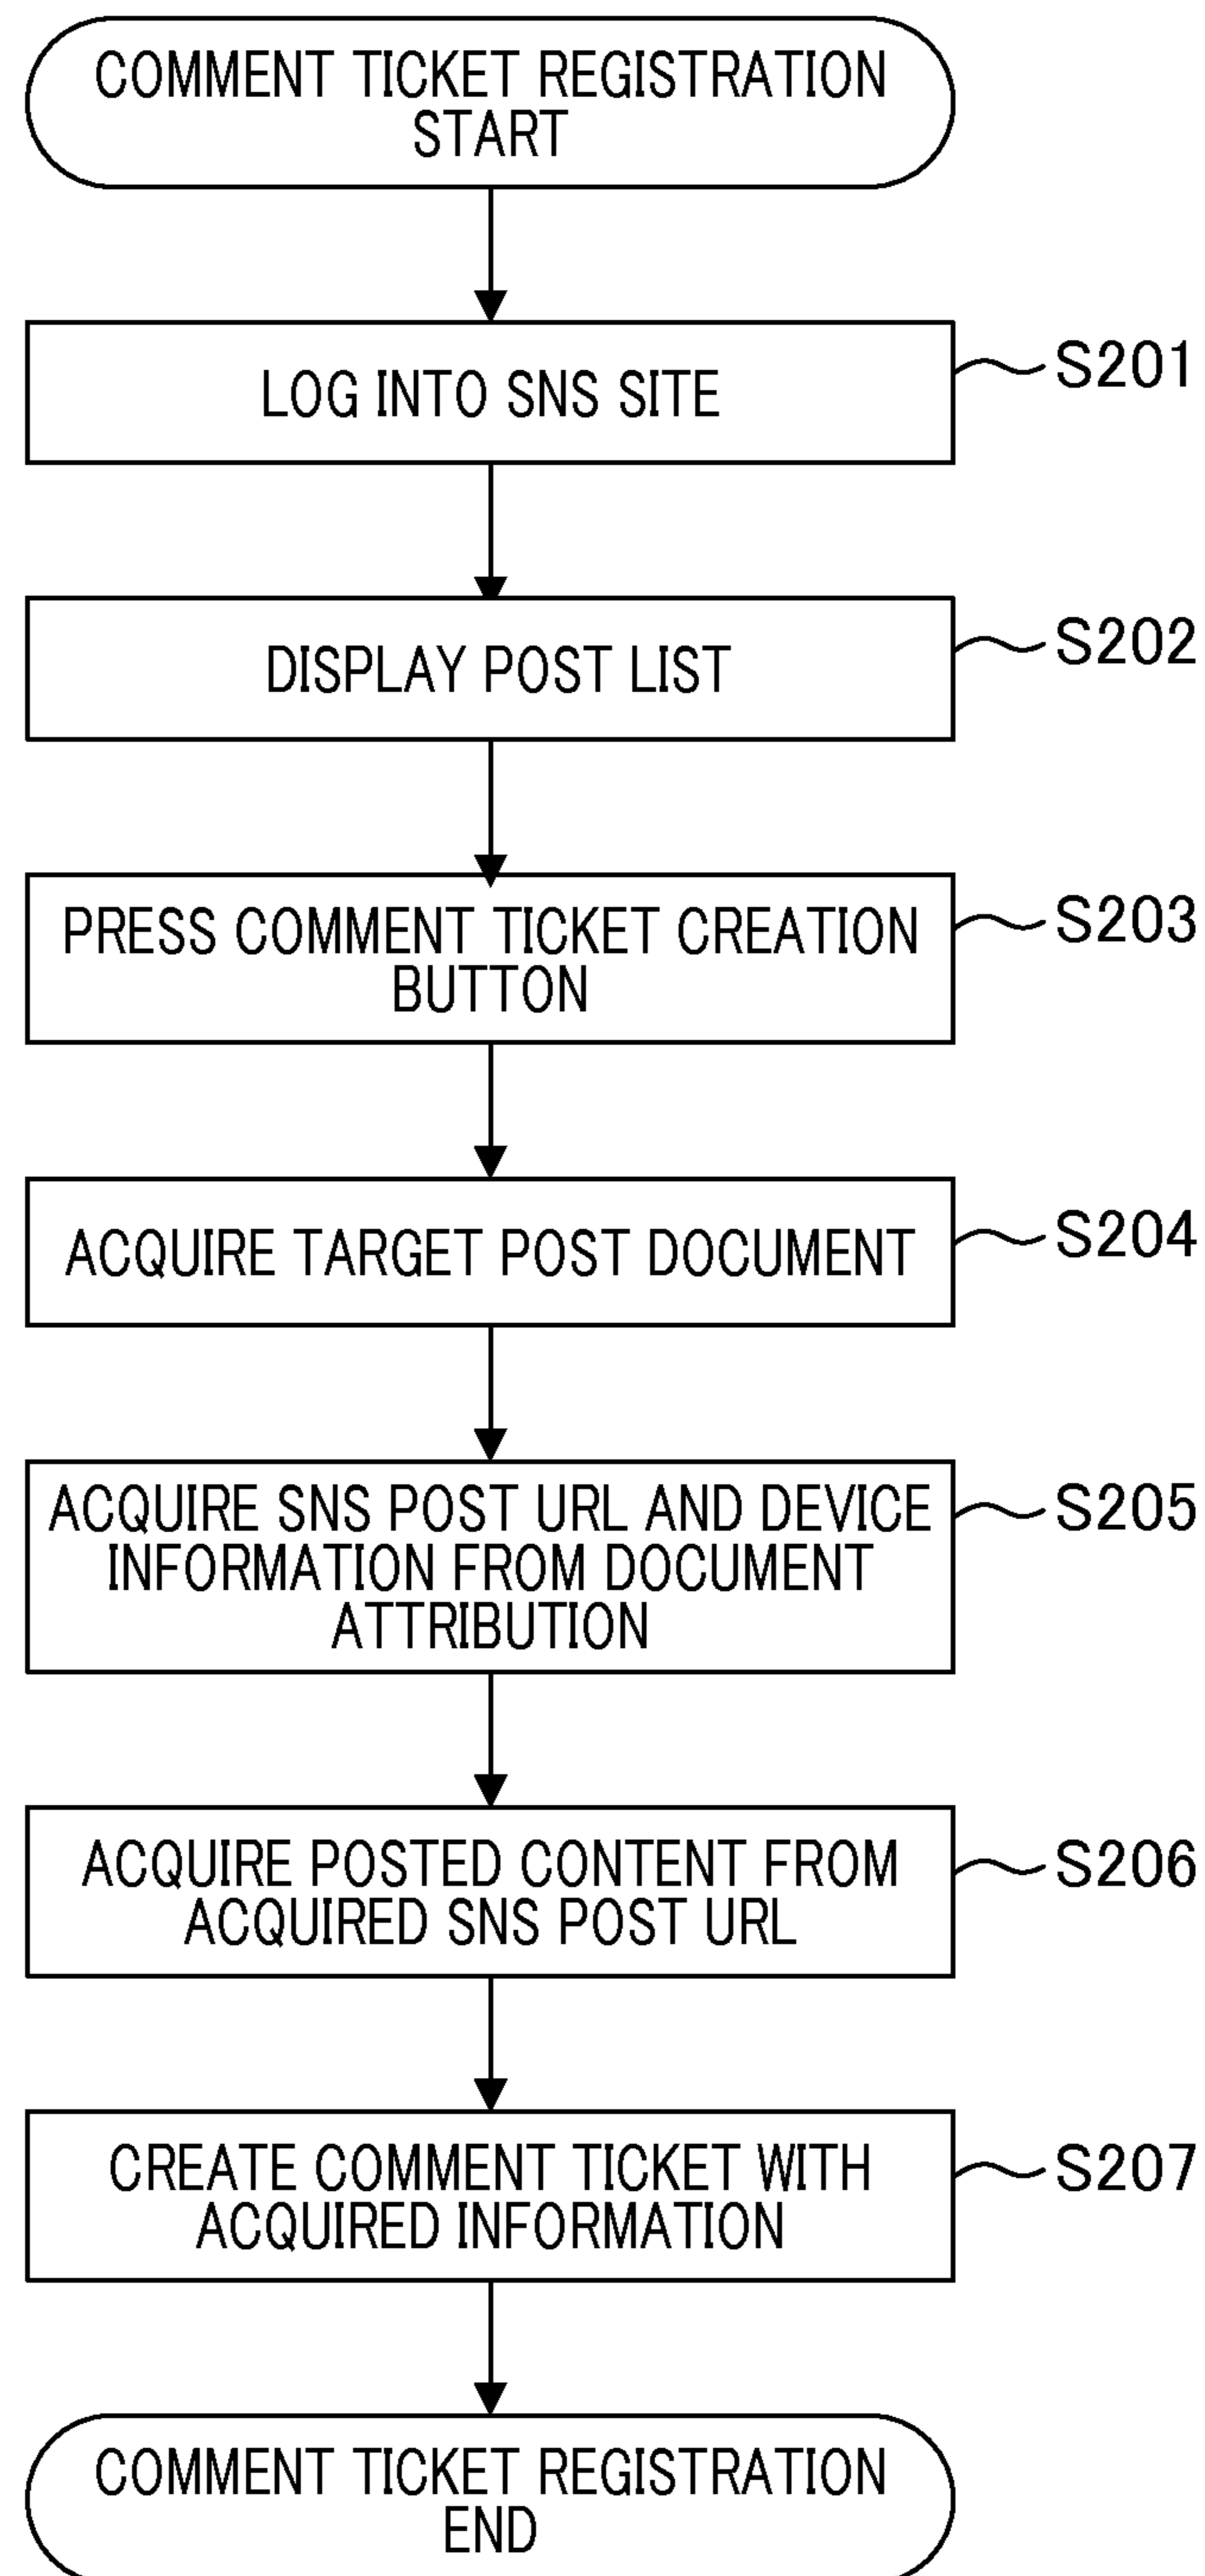 COMMENT TICKET REGISTRATION
START
LOG INTO SNS SITE
S201
DISPLAY POST LIST
S202
PRESS COMMENT TICKET CREATION
BUTTON
S203
ACQUIRE TARGET POST DOCUMENT
S204
ACQUIRE SNS POST URL AND DEVICE
INFORMATION FROM DOCUMENT
ATTRIBUTION
S205
ACQUIRE POSTED CONTENT FROM
ACQUIRED SNS POST URL
S206
CREATE COMMENT TICKET WITH
ACQUIRED INFORMATION
S207
COMMENT TICKET REGISTRATION
END